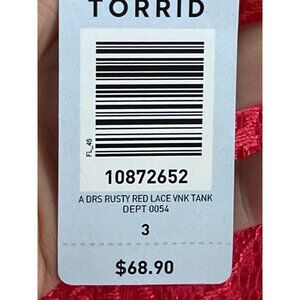 TORRID
FL_45
10872652
A DRS RUSTY RED LACE VNK TANK
DEPT 0054
3
$68.90